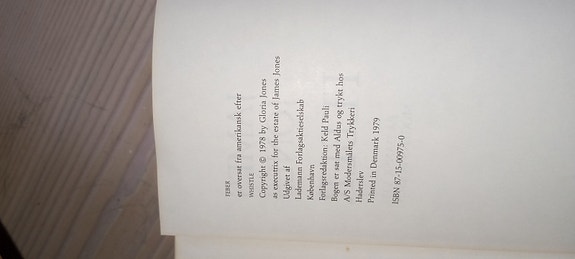 FEBER
er oversat fra amerikansk efter
WHISTLE
Copyright © 1978 by Gloria Jones
as executrix for the estate of James Jones
Udgivet af
Lademann Forlagsaktieselskab
København
Forlagsredaktion: Keld Pauli
Bogen er sat med Aldus og trykt hos
A/S Modersmålets Trykkeri
Haderslev
Printed in Denmark 1979
ISBN 87-15-00975-0